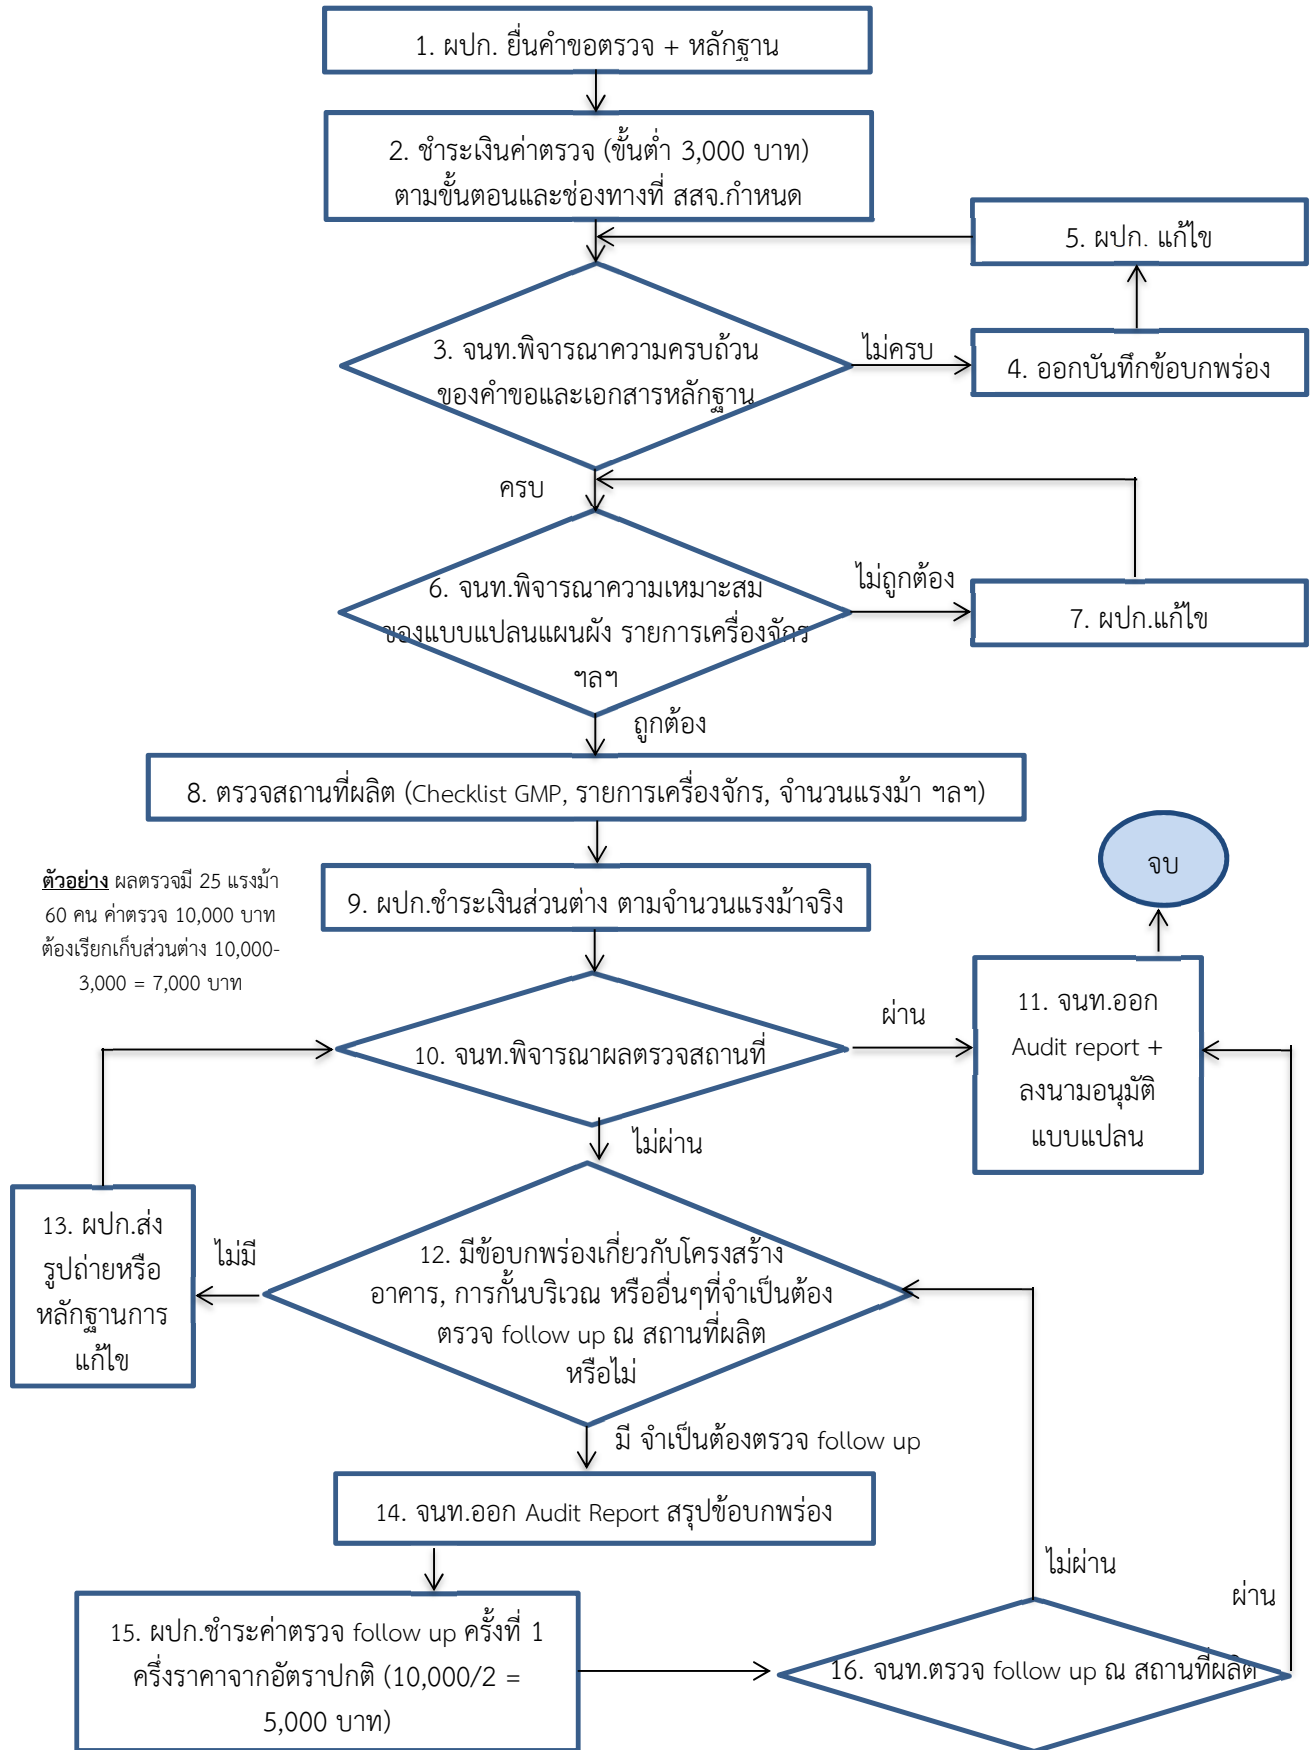 1. ผปก. ยื่นคำขอตรวจ + หลักฐาน
2. ชำระเงินค่าตรวจ (ขั้นต่ำ 3,000 บาท)
ตามขั้นตอนและช่องทางที่ สสจ.กำหนด
5. ผปก. แก้ไข
3. จนท.พิจารณาความครบถ้วน
ของคำขอและเอกสารหลักฐาน
ไม่ครบ
4. ออกบันทึกข้อบกพร่อง
ครบ
6. จนท.พิจารณาความเหมาะสม
ของแบบแปลนแผนผัง รายการเครื่องจักร
ฯลฯ
ไม่ถูกต้อง
7. ผปก.แก้ไข
ถูกต้อง
8. ตรวจสถานที่ผลิต (Checklist GMP, รายการเครื่องจักร, จำนวนแรงม้า ฯลฯ)
จบ
ตัวอย่าง ผลตรวจมี 25 แรงม้า
60 คน ค่าตรวจ 10,000 บาท
ต้องเรียกเก็บส่วนต่าง 10,000-
3,000 = 7,000 บาท
9. ผปก.ชำระเงินส่วนต่าง ตามจำนวนแรงม้าจริง
10. จนท.พิจารณาผลตรวจสถานที่
ผ่าน
11. จนท.ออก
Audit report +
ลงนามอนุมัติ
แบบแปลน
ไม่ผ่าน
12. มีข้อบกพร่องเกี่ยวกับโครงสร้าง
อาคาร, การกั้นบริเวณ หรืออื่นๆที่จำเป็นต้อง
ตรวจ follow up ณ สถานที่ผลิต
หรือไม่
ไม่มี
13. ผปก.ส่ง
รูปถ่ายหรือ
หลักฐานการ
แก้ไข
มี จำเป็นต้องตรวจ follow up
14. จนท.ออก Audit Report สรุปข้อบกพร่อง
ไม่ผ่าน
ผ่าน
15. ผปก.ชำระค่าตรวจ follow up ครั้งที่ 1
ครึ่งราคาจากอัตราปกติ (10,000/2 =
5,000 บาท)
16. จนท.ตรวจ follow up ณ สถานที่ผลิต